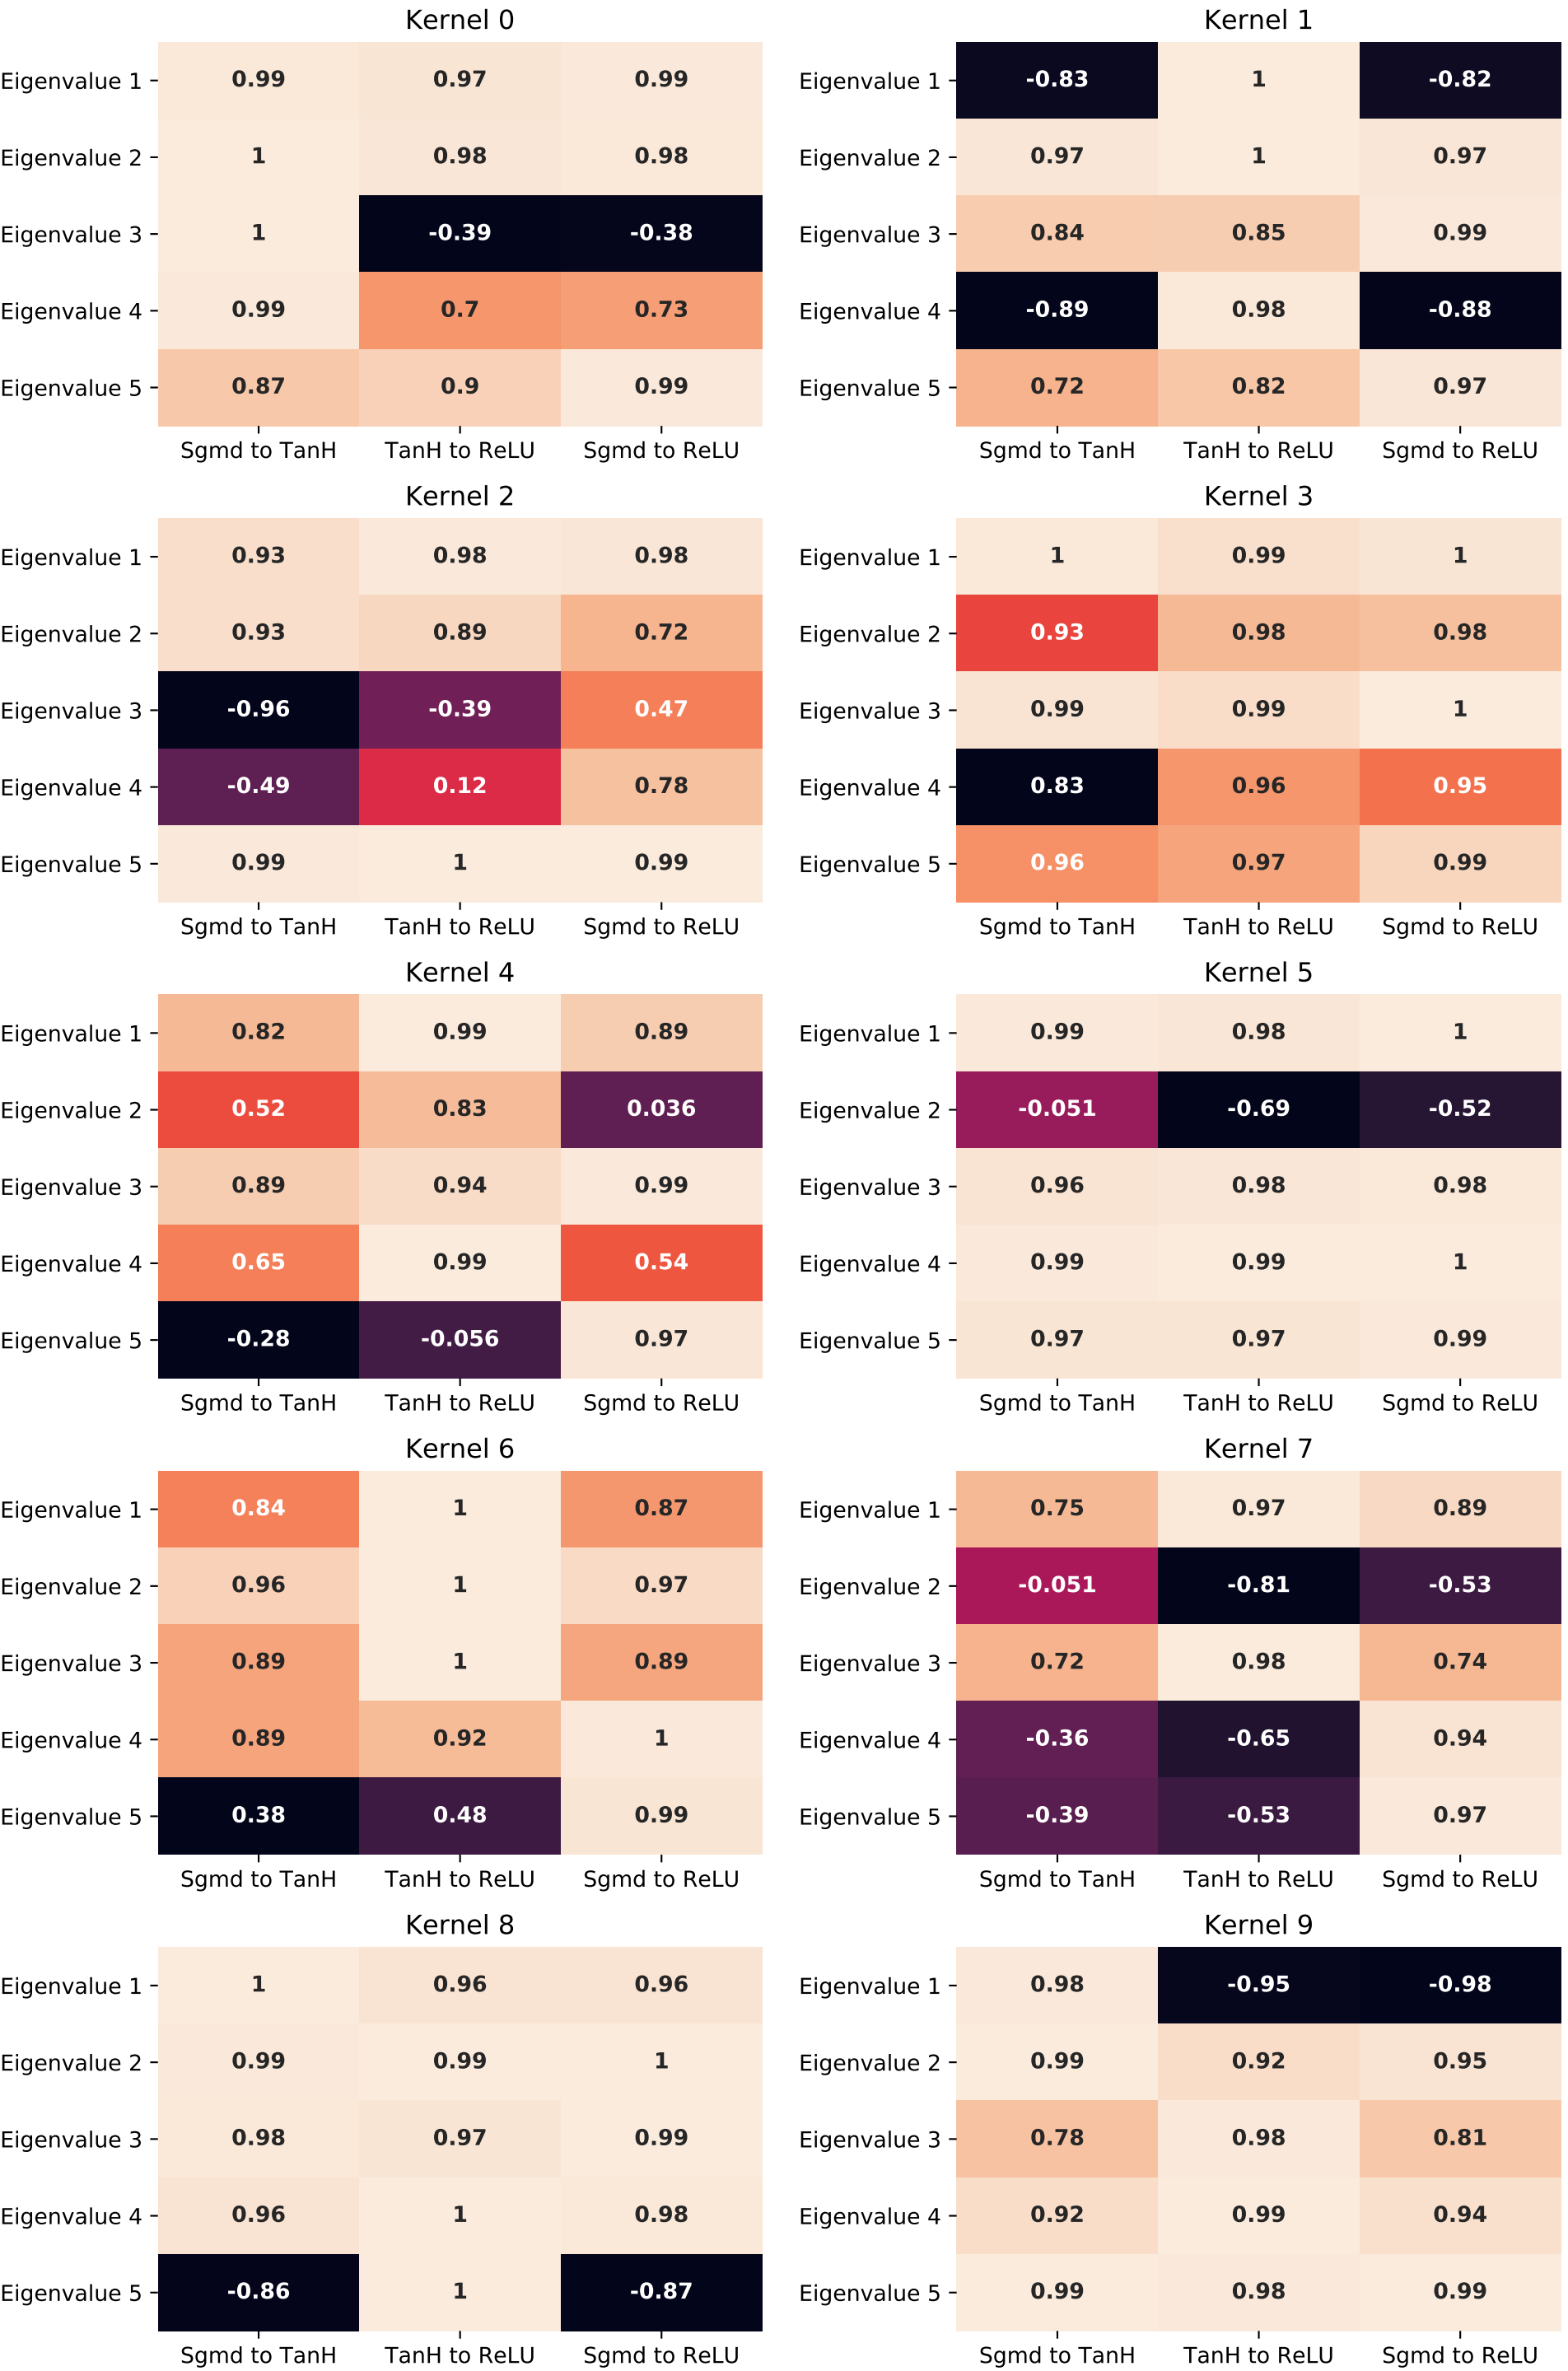 Kernel 0
Eigenvalue 1 0.99 0.97 0.99
Eigenvalue 2 1 0.98 0.98
Eigenvalue 3 1 -0.39 -0.38
Eigenvalue 4 0.99 0.7 0.73
Eigenvalue 5 0.87 0.9 0.99
Sgmd to TanH TanH to ReLU Sgmd to ReLU
Kernel 1
Eigenvalue 1 -0.83 1 -0.82
Eigenvalue 2 0.97 1 0.97
Eigenvalue 3 0.84 0.85 0.99
Eigenvalue 4 -0.89 0.98 -0.88
Eigenvalue 5 0.72 0.82 0.97
Sgmd to TanH TanH to ReLU Sgmd to ReLU
Kernel 2
Eigenvalue 1 0.93 0.98 0.98
Eigenvalue 2 0.93 0.89 0.72
Eigenvalue 3 -0.96 -0.39 0.47
Eigenvalue 4 -0.49 0.12 0.78
Eigenvalue 5 0.99 1 0.99
Sgmd to TanH TanH to ReLU Sgmd to ReLU
Kernel 3
Eigenvalue 1 1 0.99 1
Eigenvalue 2 0.93 0.98 0.98
Eigenvalue 3 0.99 0.99 1
Eigenvalue 4 0.83 0.96 0.95
Eigenvalue 5 0.96 0.97 0.99
Sgmd to TanH TanH to ReLU Sgmd to ReLU
Kernel 4
Eigenvalue 1 0.82 0.99 0.89
Eigenvalue 2 0.52 0.83 0.036
Eigenvalue 3 0.89 0.94 0.99
Eigenvalue 4 0.65 0.99 0.54
Eigenvalue 5 -0.28 -0.056 0.97
Sgmd to TanH TanH to ReLU Sgmd to ReLU
Kernel 5
Eigenvalue 1 0.99 0.98 1
Eigenvalue 2 -0.051 -0.69 -0.52
Eigenvalue 3 0.96 0.98 0.98
Eigenvalue 4 0.99 0.99 1
Eigenvalue 5 0.97 0.97 0.99
Sgmd to TanH TanH to ReLU Sgmd to ReLU
Kernel 6
Eigenvalue 1 0.84 1 0.87
Eigenvalue 2 0.96 1 0.97
Eigenvalue 3 0.89 1 0.89
Eigenvalue 4 0.89 0.92 1
Eigenvalue 5 0.38 0.48 0.99
Sgmd to TanH TanH to ReLU Sgmd to ReLU
Kernel 7
Eigenvalue 1 0.75 0.97 0.89
Eigenvalue 2 -0.051 -0.81 -0.53
Eigenvalue 3 0.72 0.98 0.74
Eigenvalue 4 -0.36 -0.65 0.94
Eigenvalue 5 -0.39 -0.53 0.97
Sgmd to TanH TanH to ReLU Sgmd to ReLU
Kernel 8
Eigenvalue 1 1 0.96 0.96
Eigenvalue 2 0.99 0.99 1
Eigenvalue 3 0.98 0.97 0.99
Eigenvalue 4 0.96 1 0.98
Eigenvalue 5 -0.86 1 -0.87
Sgmd to TanH TanH to ReLU Sgmd to ReLU
Kernel 9
Eigenvalue 1 0.98 -0.95 -0.98
Eigenvalue 2 0.99 0.92 0.95
Eigenvalue 3 0.78 0.98 0.81
Eigenvalue 4 0.92 0.99 0.94
Eigenvalue 5 0.99 0.98 0.99
Sgmd to TanH TanH to ReLU Sgmd to ReLU